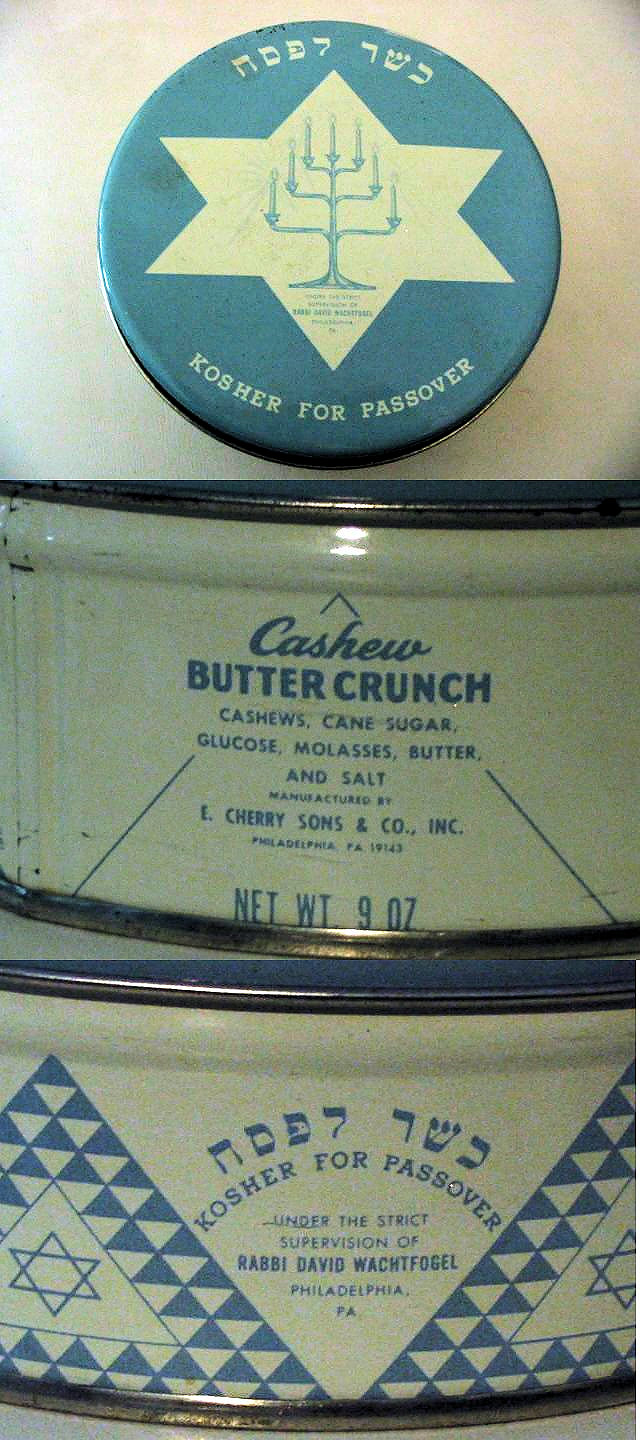 כשר לפסח
UNDER THE STRICT
SUPERVISION OF
RABBI DAVID WACHTFOGEL
PHILADELPHIA,
PA.
KOSHER FOR PASSOVER
Cashew
BUTTER CRUNCH
CASHEWS, CANE SUGAR,
GLUCOSE, MOLASSES, BUTTER,
AND SALT
MANUFACTURED BY
E. CHERRY SONS & CO., INC.
PHILADELPHIA, PA 19143
NET WT. 9 OZ
כשר לפסח
KOSHER FOR PASSOVER
UNDER THE STRICT
SUPERVISION OF
RABBI DAVID WACHTFOGEL
PHILADELPHIA,
PA.